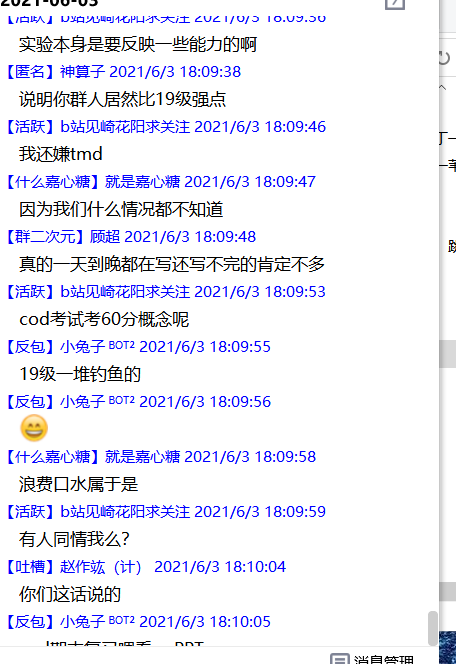 2021-06-03
【活跃】b站见崎花阳求关注 2021/6/3 18:09:36
实验本身是要反映一些能力的啊
【匿名】神算子 2021/6/3 18:09:38
说明你群人居然比19级强点
【活跃】b站见崎花阳求关注 2021/6/3 18:09:46
我还嫌tmd
【什么嘉心糖】就是嘉心糖 2021/6/3 18:09:47
因为我们什么情况都不知道
【群二次元】顾超 2021/6/3 18:09:48
真的一天到晚都在写还写不完的肯定不多
【活跃】b站见崎花阳求关注 2021/6/3 18:09:53
cod考试考60分概念呢
【反包】小兔子 BOT² 2021/6/3 18:09:55
19级一堆钓鱼的
【反包】小兔子 BOT² 2021/6/3 18:09:56
【什么嘉心糖】就是嘉心糖 2021/6/3 18:09:58
浪费口水属于是
【活跃】b站见崎花阳求关注 2021/6/3 18:09:59
有人同情我么?
【吐槽】赵作竑（计） 2021/6/3 18:10:04
你们这话说的
【反包】小兔子 BOT² 2021/6/3 18:10:05
消息管理